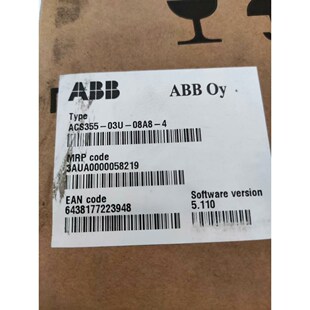 ABB ABB Oy
Type
ACS355-03U-08A8-4
MRP code
3AUA0000058219
EAN code Software version
6438177223948 5.110